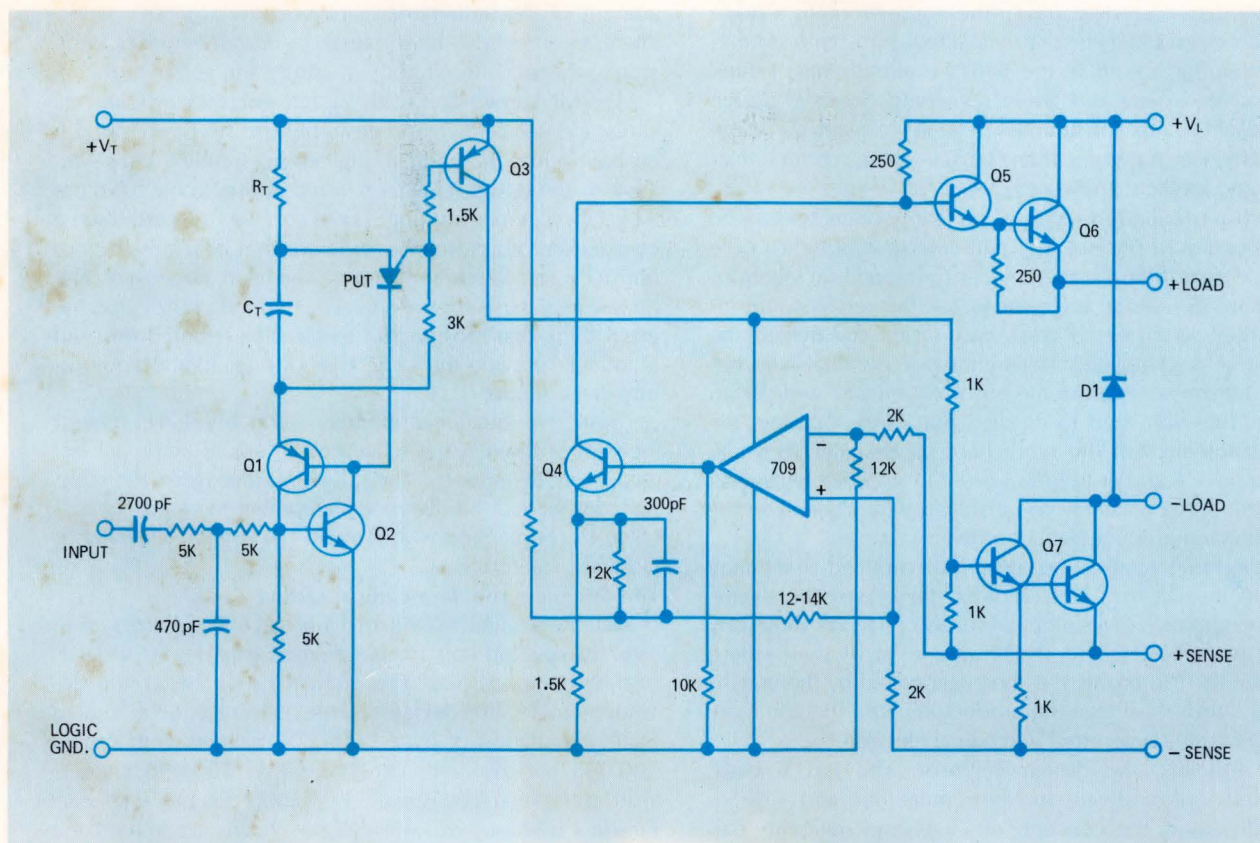 +V_T
R_T
C_T
PUT
1.5K
3K
Q3
Q1
Q2
2700 pF
INPUT
5K
5K
470 pF
5K
LOGIC
GND.
250
Q5
Q6
250
+V_L
+ LOAD
D1
− LOAD
1K
2K
12K
709
−
+
Q4
300pF
12K
12-14K
1.5K
10K
2K
Q7
1K
1K
+ SENSE
− SENSE